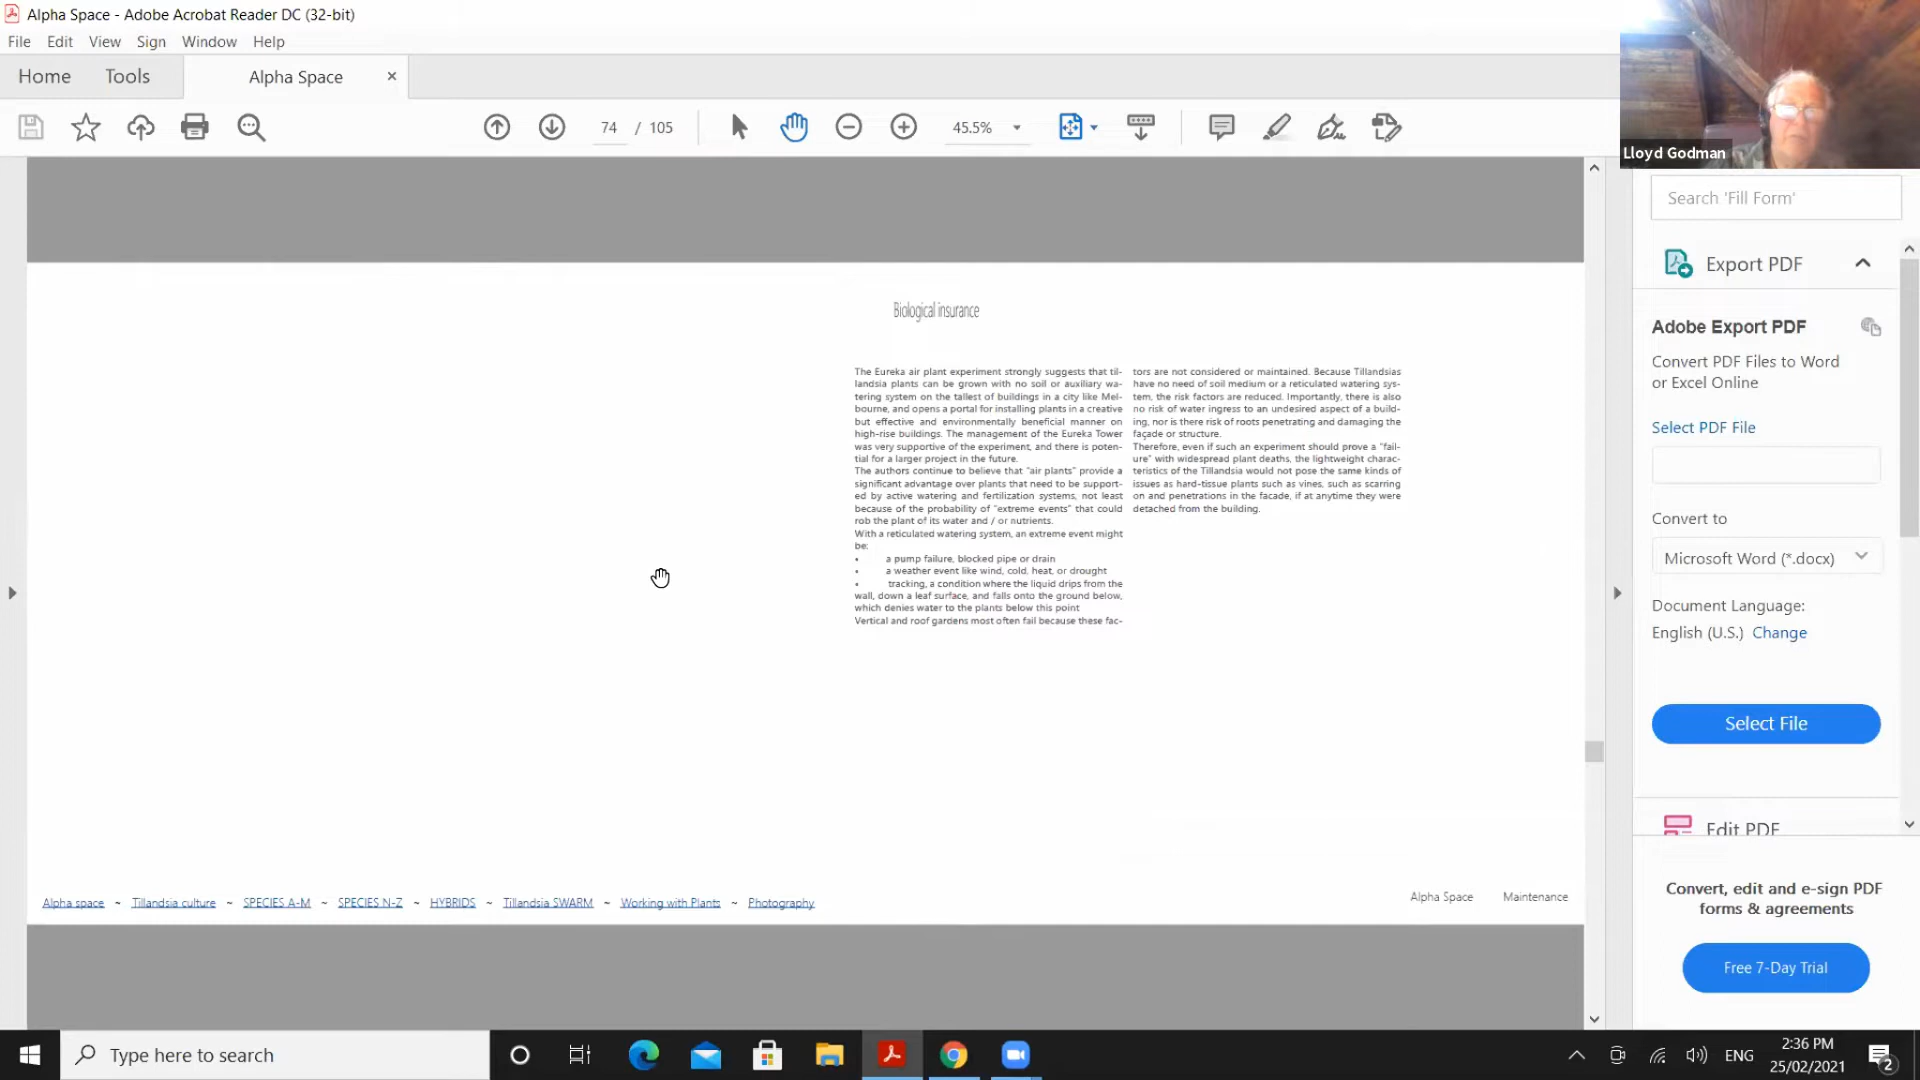 Alpha Space - Adobe Acrobat Reader DC (32-bit)
File Edit View Sign Window Help
Home Tools Alpha Space ×
74 / 105 45.5%
Lloyd Godman
Search 'Fill Form'
Export PDF
Adobe Export PDF
Convert PDF Files to Word
or Excel Online
Select PDF File
Convert to
Microsoft Word (*.docx)
Document Language:
English (U.S.) Change
Select File
Edit PDF
Convert, edit and e-sign PDF
forms & agreements
Free 7-Day Trial
Biological insurance
The Eureka air plant experiment strongly suggests that til-
landsia plants can be grown with no soil or auxiliary wa-
tering system on the tallest of buildings in a city like Mel-
bourne, and opens a portal for installing plants in a creative
but effective and environmentally beneficial manner on
high-rise buildings. The management of the Eureka Tower
was very supportive of the experiment, and there is poten-
tial for a larger project in the future.
The authors continue to believe that "air plants" provide a
significant advantage over plants that need to be support-
ed by active watering and fertilization systems, not least
because of the probability of "extreme events" that could
rob the plant of its water and / or nutrients.
With a reticulated watering system, an extreme event might
be:
• a pump failure, blocked pipe or drain
• a weather event like wind, cold, heat, or drought
• tracking, a condition where the liquid drips from the
wall, down a leaf surface, and falls onto the ground below,
which denies water to the plants below this point
Vertical and roof gardens most often fail because these fac-
tors are not considered or maintained. Because Tillandsias
have no need of soil medium or a reticulated watering sys-
tem, the risk factors are reduced. Importantly, there is also
no risk of water ingress to an undesired aspect of a build-
ing, nor is there risk of roots penetrating and damaging the
façade or structure.
Therefore, even if such an experiment should prove a "fail-
ure" with widespread plant deaths, the lightweight charac-
teristics of the Tillandsia would not pose the same kinds of
issues as hard-tissue plants such as vines, such as scarring
on and penetrations in the facade, if at anytime they were
detached from the building.
Alpha space ~ Tillandsia culture ~ SPECIES A-M ~ SPECIES N-Z ~ HYBRIDS ~ Tillandsia SWARM ~ Working with Plants ~ Photography
Alpha Space Maintenance
Type here to search
ENG
2:36 PM
25/02/2021
2